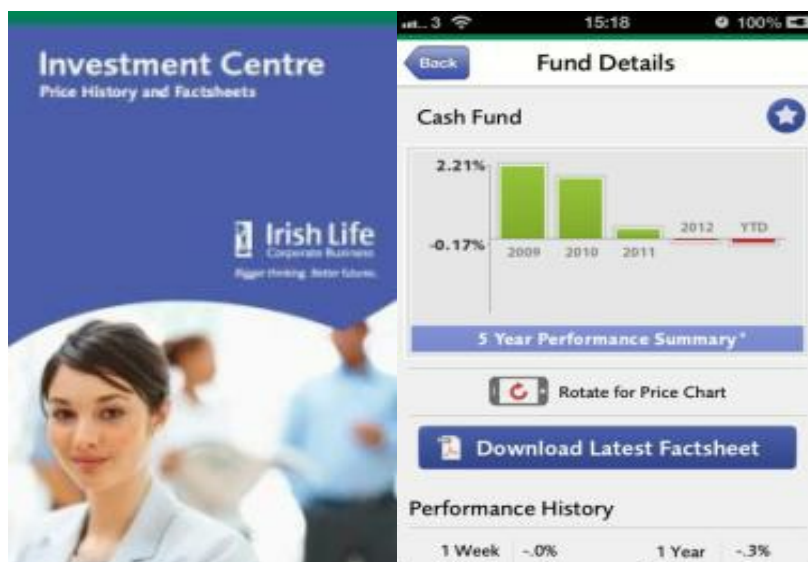 Investment Centre
Price History and Factsheets
Irish Life
Corporate Business
Bigger thinking. Better futures.
3 15:18 100%
Back Fund Details
Cash Fund
2.21%
2012 YTD
-0.17%
2009 2010 2011
5 Year Performance Summary*
Rotate for Price Chart
Download Latest Factsheet
Performance History
1 Week -.0% 1 Year -.3%